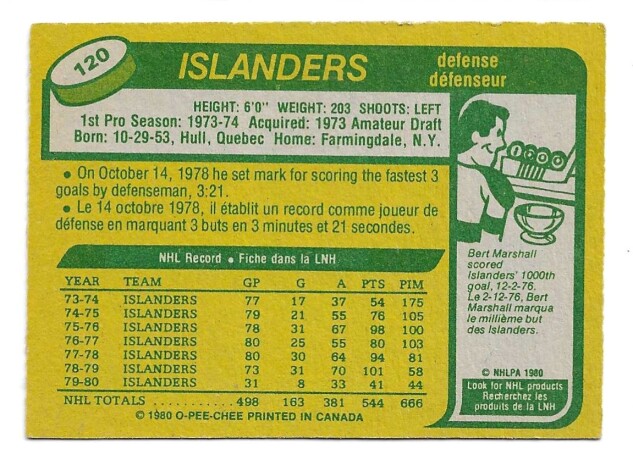 120
ISLANDERS
defense
défenseur
HEIGHT: 6'0" WEIGHT: 203 SHOOTS: LEFT
1st Pro Season: 1973-74 Acquired: 1973 Amateur Draft
Born: 10-29-53, Hull, Quebec Home: Farmingdale, N.Y.
• On October 14, 1978 he set mark for scoring the fastest 3
goals by defenseman, 3:21.
• Le 14 octobre 1978, il établit un record comme joueur de
défense en marquant 3 buts en 3 minutes et 21 secondes.
NHL Record • Fiche dans la LNH
YEAR TEAM GP G A PTS PIM
73-74 ISLANDERS 77 17 37 54 175
74-75 ISLANDERS 79 21 55 76 105
75-76 ISLANDERS 78 31 67 98 100
76-77 ISLANDERS 80 25 55 80 103
77-78 ISLANDERS 80 30 64 94 81
78-79 ISLANDERS 73 31 70 101 58
79-80 ISLANDERS 31 8 33 41 44
NHL TOTALS ........... 498 163 381 544 666
© 1980 O-PEE-CHEE PRINTED IN CANADA
1000
Bert Marshall
scored
Islanders' 1000th
goal, 12-2-76.
Le 2-12-76, Bert
Marshall marqua
le millième but
des Islanders.
© NHLPA 1980
Look for NHL products
Recherchez les
produits de la LNH